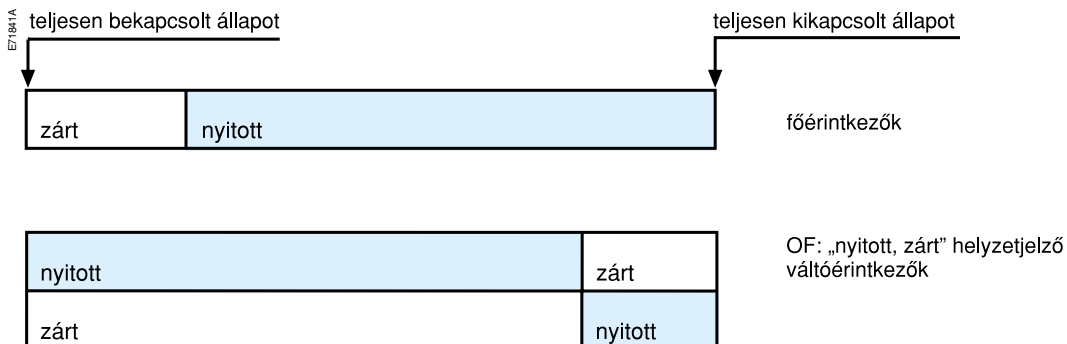 E71841A
teljesen bekapcsolt állapot
teljesen kikapcsolt állapot
zárt
nyitott
főérintkezők
nyitott
zárt
OF: „nyitott, zárt” helyzetjelző
váltóérintkezők
zárt
nyitott